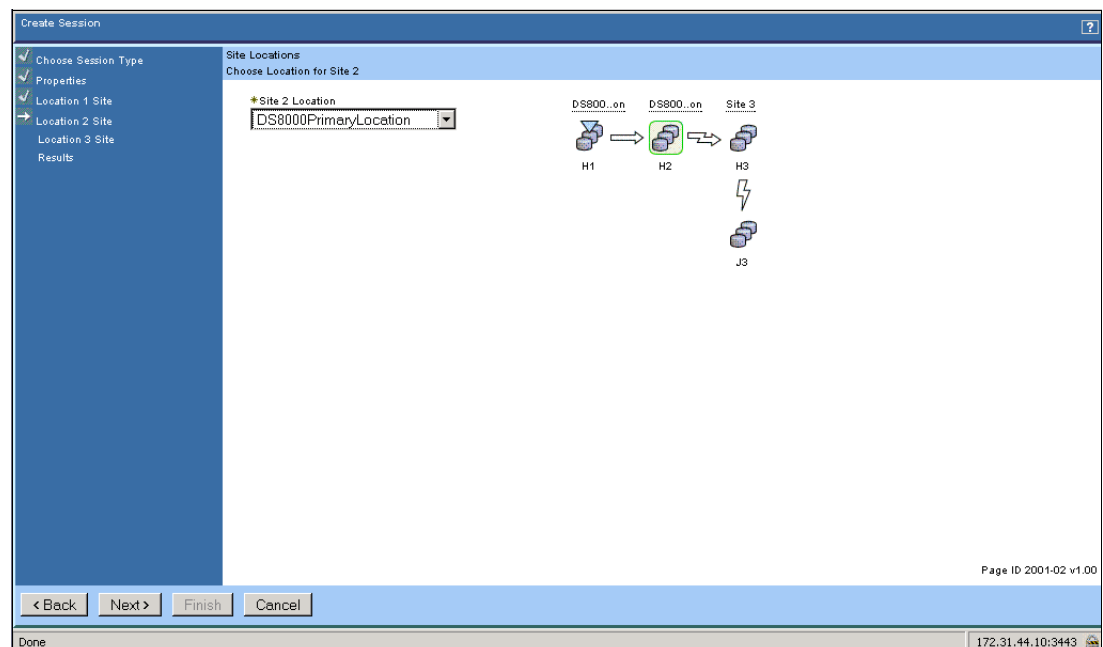 Create Session
?
Choose Session Type
Properties
Location 1 Site
Location 2 Site
Location 3 Site
Results
Site Locations
Choose Location for Site 2
*Site 2 Location
DS8000PrimaryLocation
DS800..on DS800..on Site 3
H1 H2 H3
J3
Page ID 2001-02 v1.00
< Back Next > Finish Cancel
Done 172.31.44.10:3443